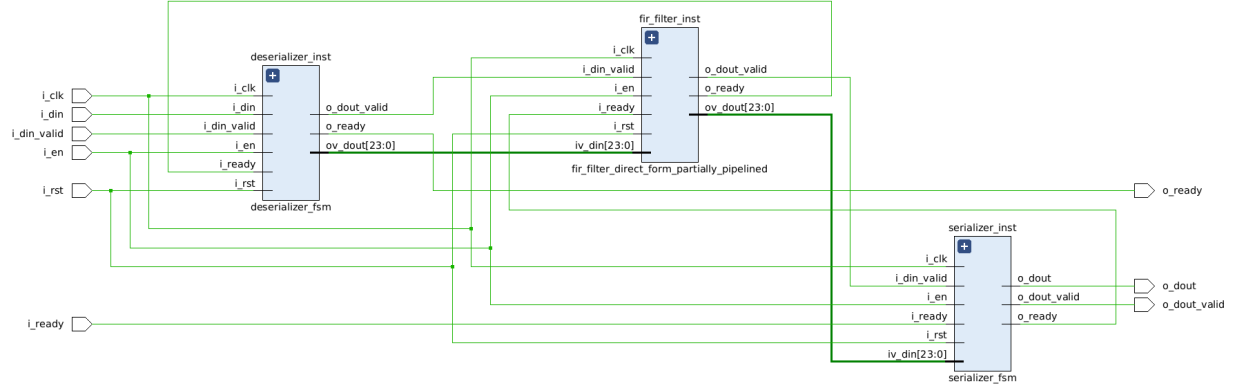 i_clk
i_din
i_din_valid
i_en
i_rst
i_ready
deserializer_inst
i_clk
i_din
i_din_valid
i_en
i_ready
i_rst
o_dout_valid
o_ready
ov_dout[23:0]
deserializer_fsm
fir_filter_inst
i_clk
i_din_valid
i_en
i_ready
i_rst
iv_din[23:0]
o_dout_valid
o_ready
ov_dout[23:0]
fir_filter_direct_form_partially_pipelined
serializer_inst
i_clk
i_din_valid
i_en
i_ready
i_rst
iv_din[23:0]
o_dout
o_dout_valid
o_ready
serializer_fsm
o_ready
o_dout
o_dout_valid